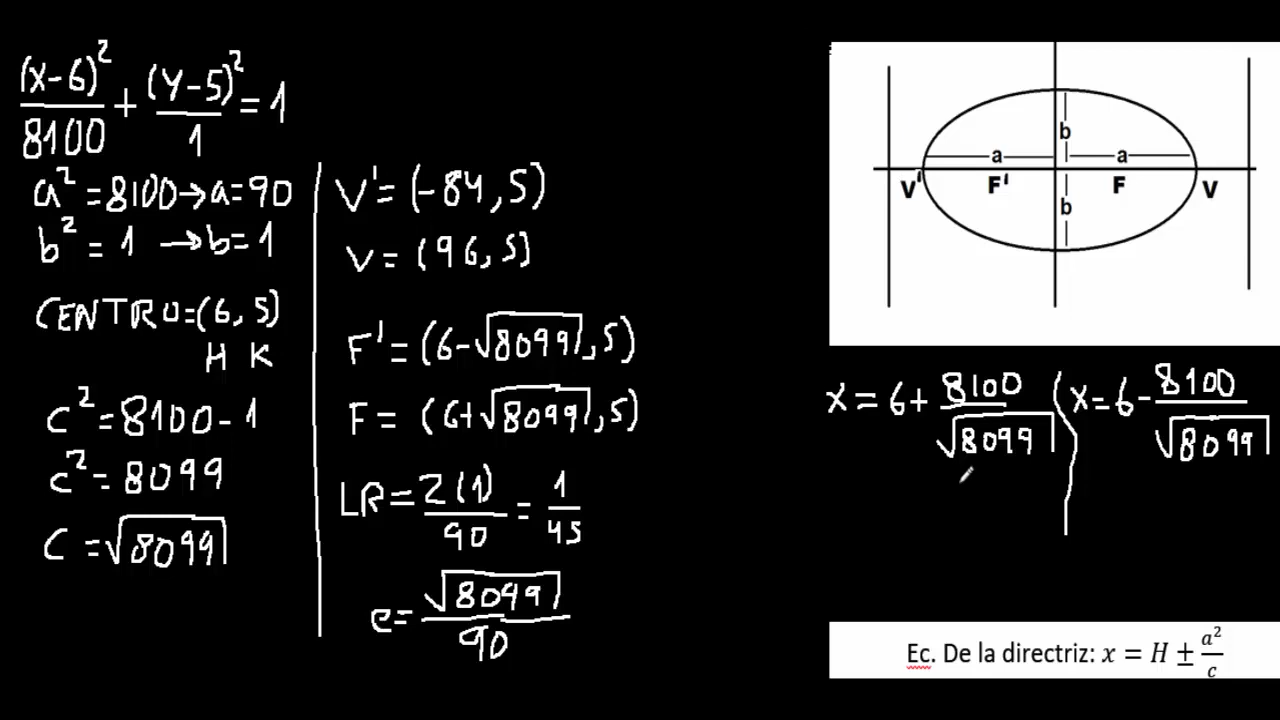 (x-6)²/8100 + (y-5)²/1 = 1
a² = 8100 → a = 90
b² = 1 → b = 1
CENTRO = (6, 5)
H K
c² = 8100 - 1
c² = 8099
C = √8099
V' = (-84, 5)
V = (96, 5)
F' = (6-√8099, 5)
F = (6+√8099, 5)
LR = 2(1)/90 = 1/45
e = √8099/90
b
a a
V' F' F V
b
x = 6 + 8100/√8099
x = 6 - 8100/√8099
Ec. De la directriz: x = H ± a²/c